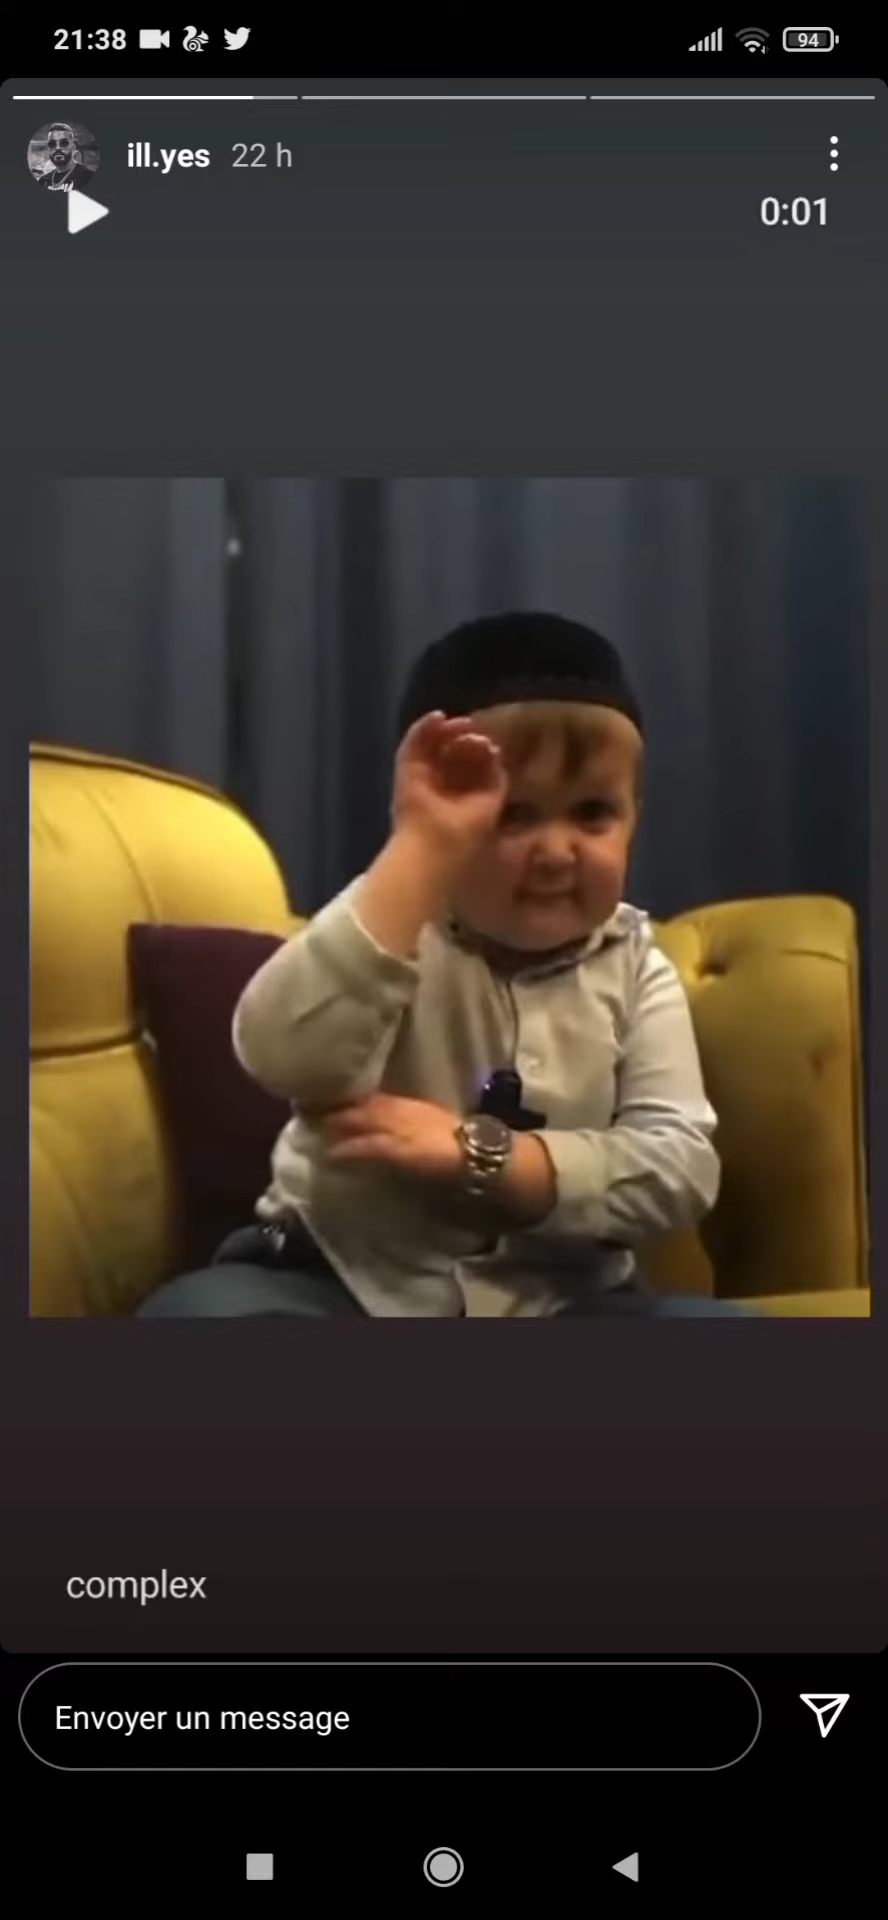 21:38
94
ill.yes 22 h
0:01
complex
Envoyer un message